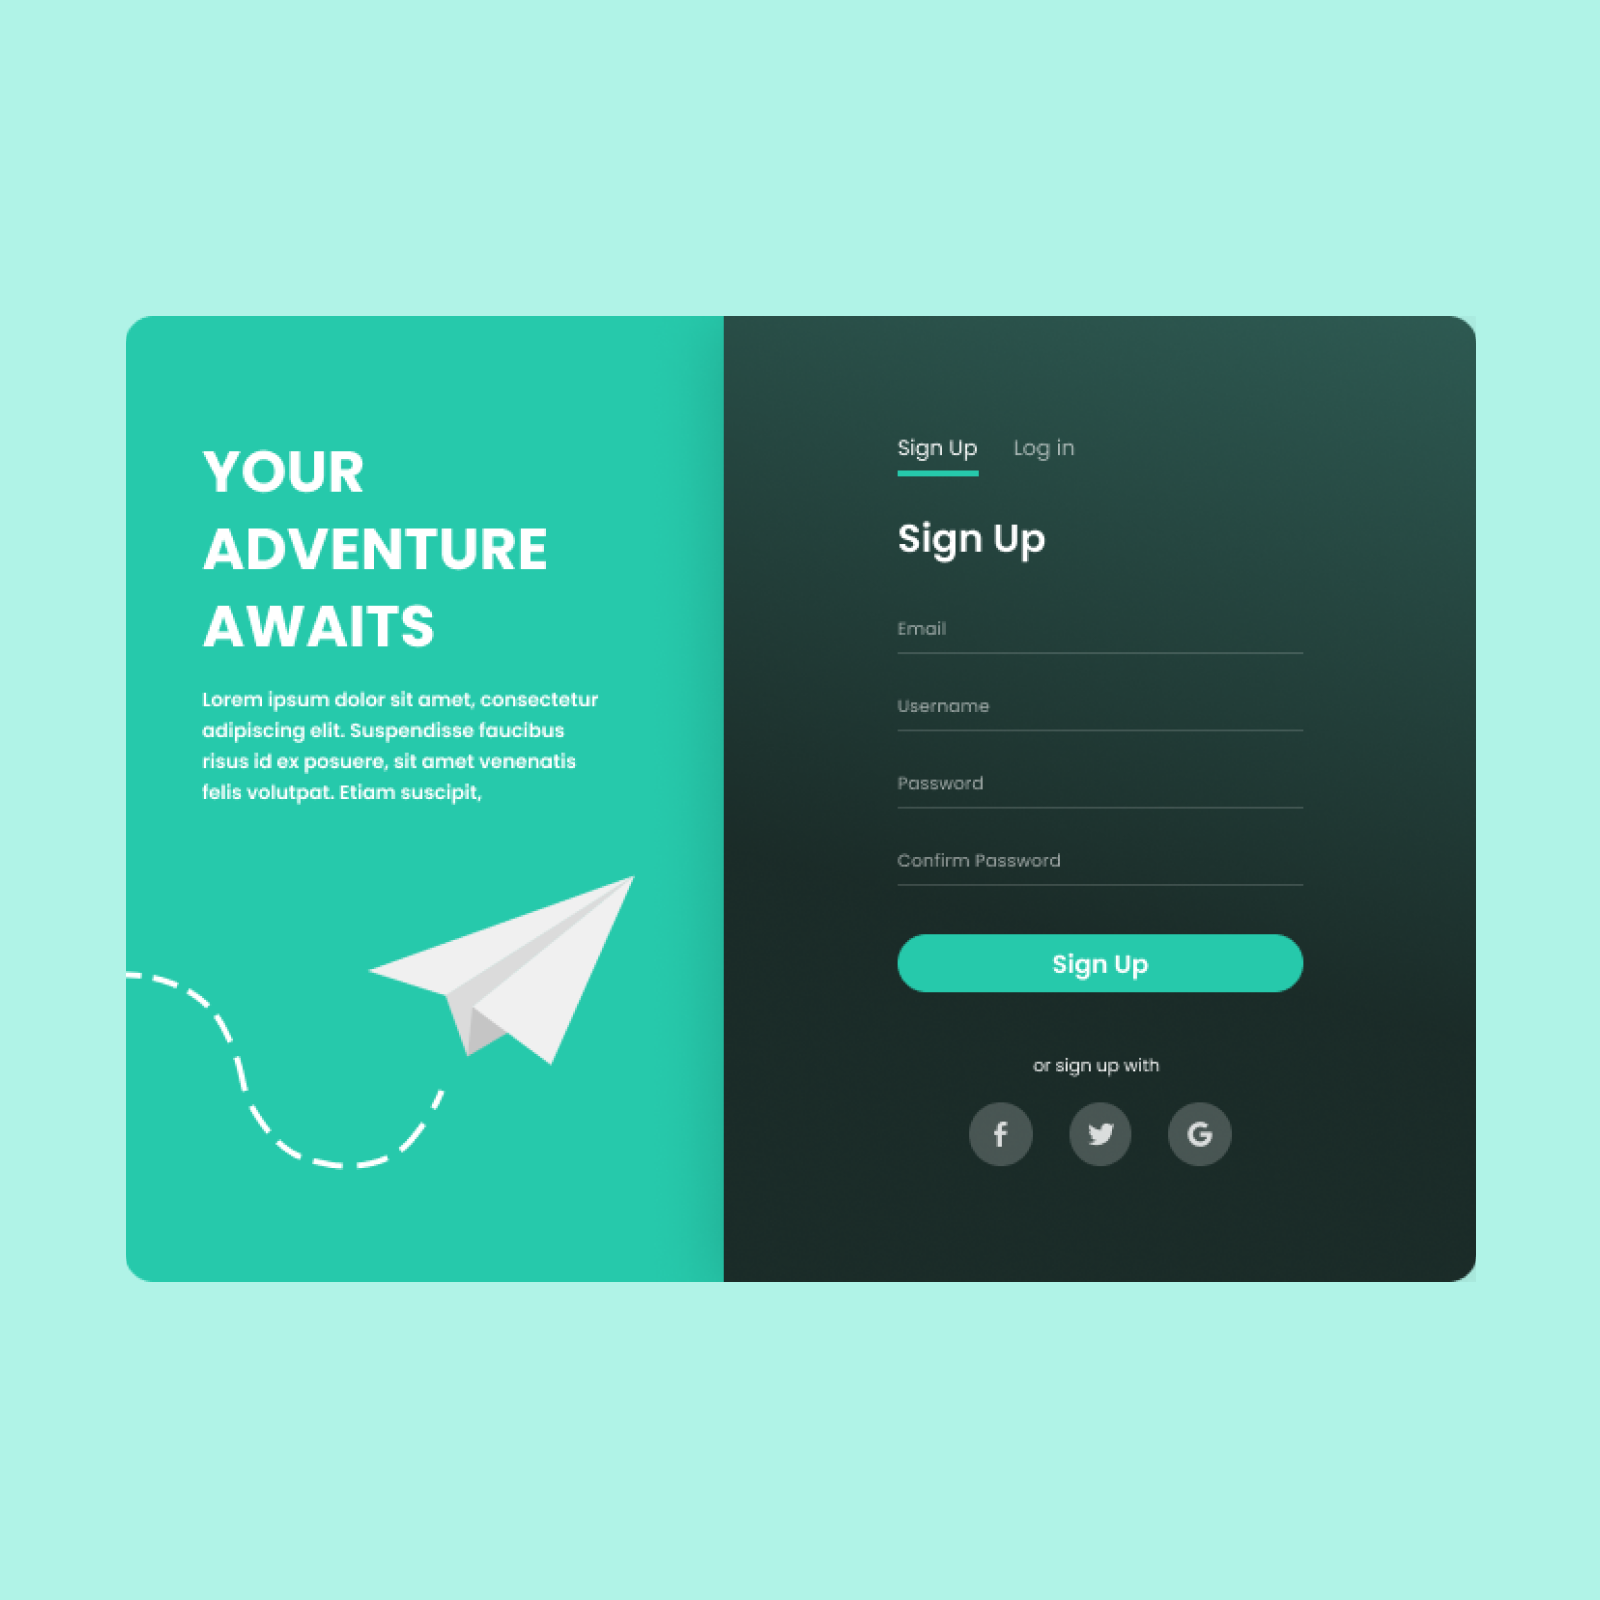 YOUR
ADVENTURE
AWAITS
Lorem ipsum dolor sit amet, consectetur
adipiscing elit. Suspendisse faucibus
risus id ex posuere, sit amet venenatis
felis volutpat. Etiam suscipit,
Sign Up Log in
Sign Up
Email
Username
Password
Confirm Password
Sign Up
or sign up with